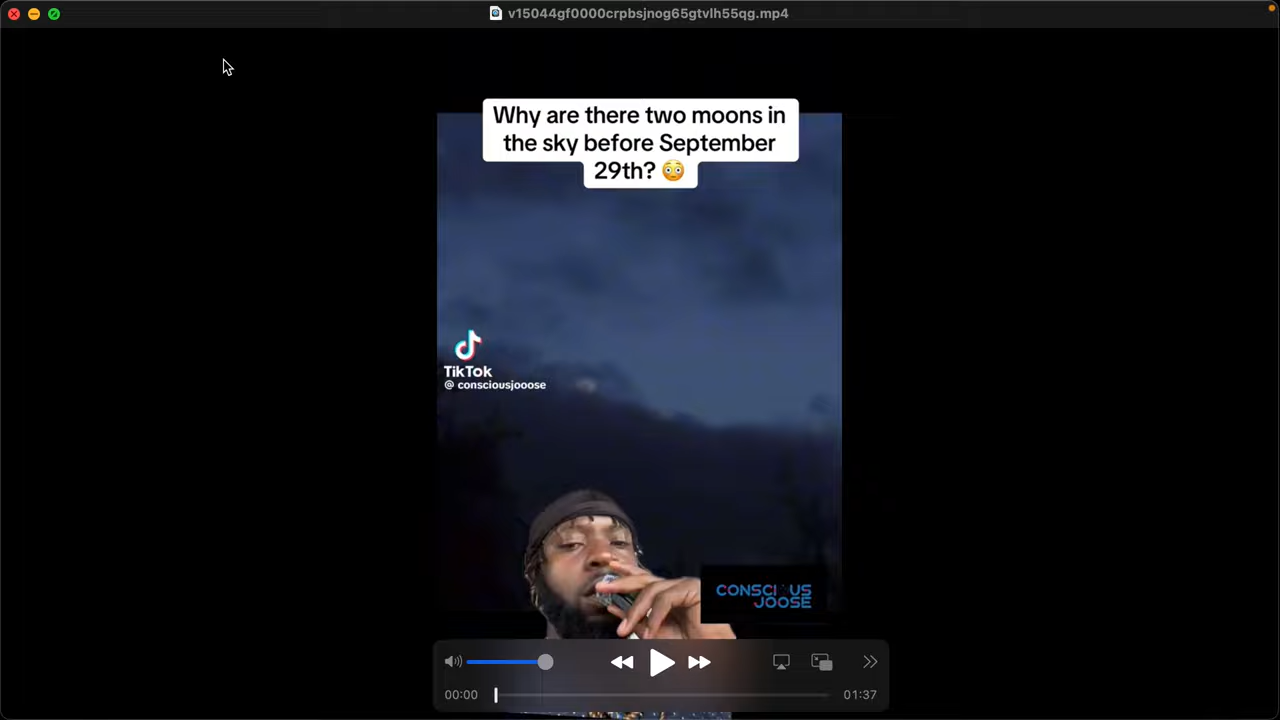 v15044gf0000crpbsjnog65gtvlh55qg.mp4
Why are there two moons in
the sky before September
29th? 😳
TikTok
@ consciousjooose
CONSCIOUS
JOOSE
00:00
01:37